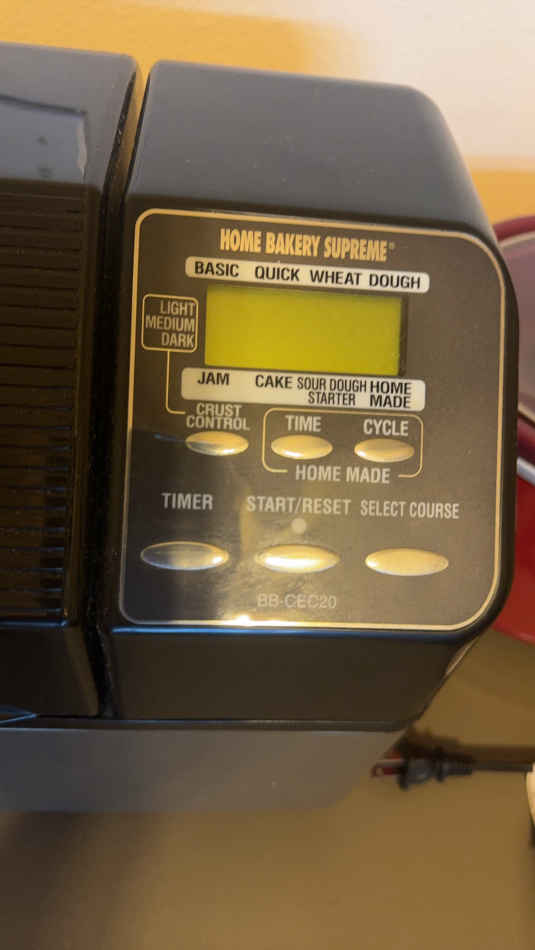 HOME BAKERY SUPREME®
BASIC QUICK WHEAT DOUGH
LIGHT
MEDIUM
DARK
JAM CAKE SOUR DOUGH STARTER HOME MADE
CRUST CONTROL
TIME CYCLE
HOME MADE
TIMER START/RESET SELECT COURSE
BB-CEC20